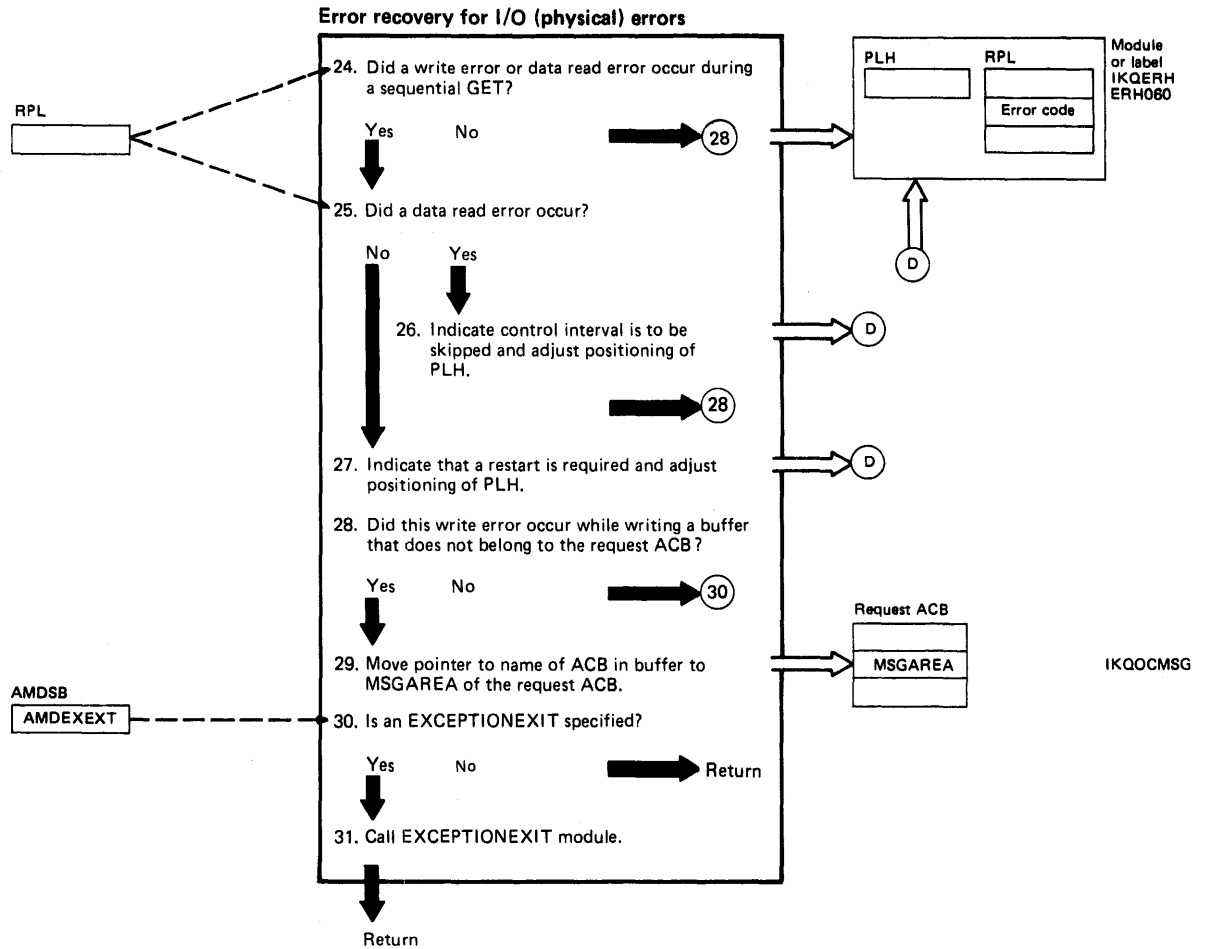 Error recovery for I/O (physical) errors
24. Did a write error or data read error occur during
a sequential GET?
RPL
Yes No 28
PLH RPL
Error code
Module
or label
IKQERH
ERH060
25. Did a data read error occur?
No Yes
D
26. Indicate control interval is to be
skipped and adjust positioning of
PLH.
D
28
27. Indicate that a restart is required and adjust
positioning of PLH.
D
28. Did this write error occur while writing a buffer
that does not belong to the request ACB?
Yes No 30
Request ACB
29. Move pointer to name of ACB in buffer to
MSGAREA of the request ACB.
MSGAREA
IKQOCMSG
AMDSB
AMDEXEXT
30. Is an EXCEPTIONEXIT specified?
Yes No Return
31. Call EXCEPTIONEXIT module.
Return